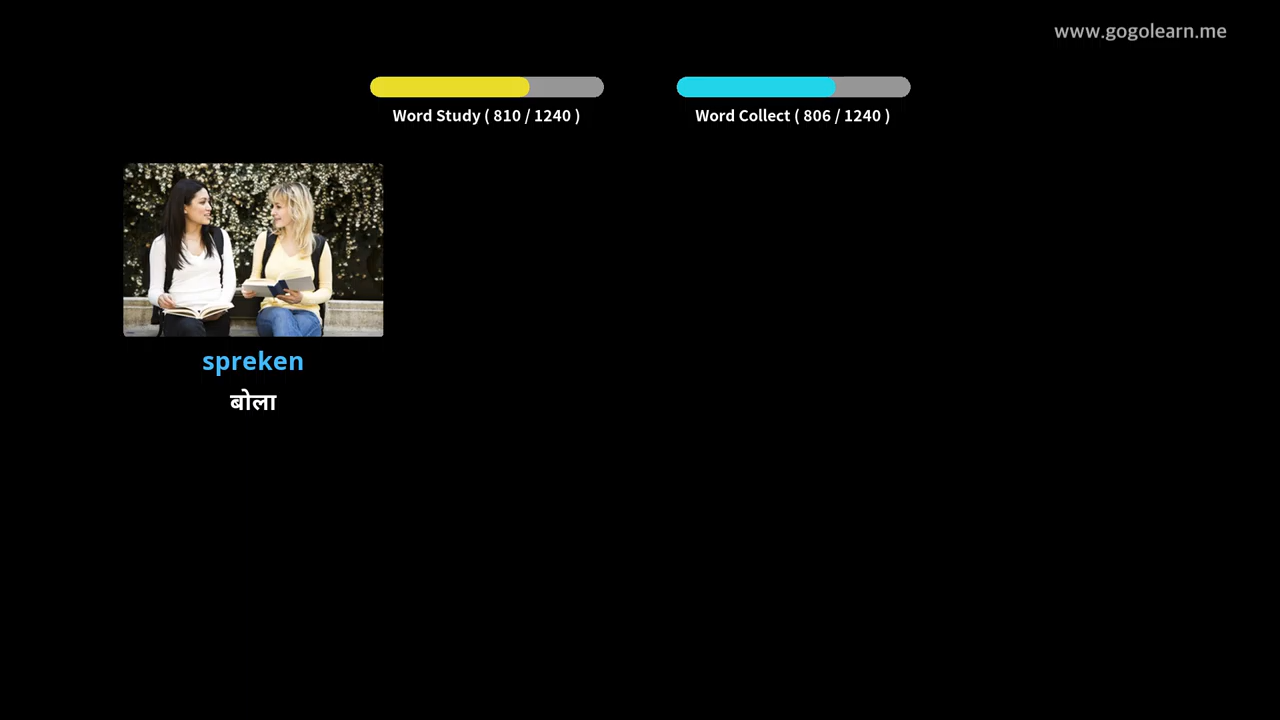 www.gogolearn.me
Word Study ( 810 / 1240 )
Word Collect ( 806 / 1240 )
spreken
बोला